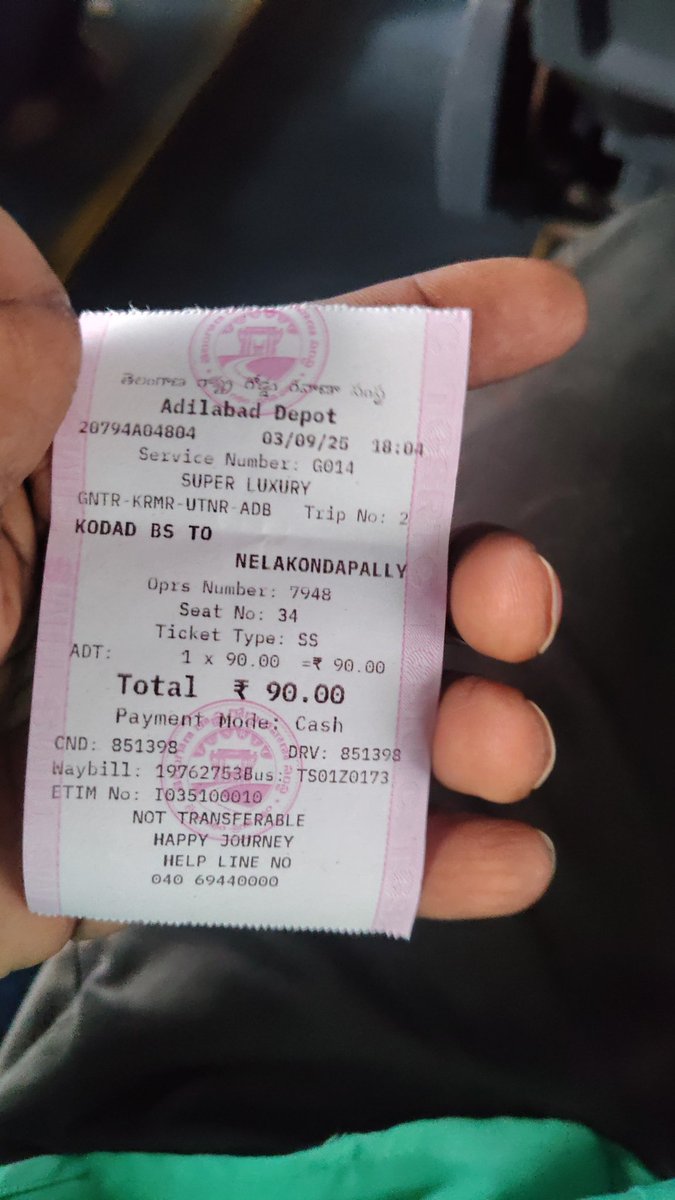 తెలంగాణ రాష్ట్ర రోడ్డు రవాణా సంస్థ
Adilabad Depot
20794A04804 03/09/25 18:04
Service Number: G014
SUPER LUXURY
GNTR-KRMR-UTNR-ADB Trip No: 2
KODAD BS TO
NELAKONDAPALLY
Oprs Number: 7948
Seat No: 34
Ticket Type: SS
ADT: 1 x 90.00 =₹ 90.00
Total ₹ 90.00
Payment Mode: Cash
CND: 851398 DRV: 851398
Waybill: 19762753Bus: TS01Z0173
ETIM No: I035100010
NOT TRANSFERABLE
HAPPY JOURNEY
HELP LINE NO
040 69440000